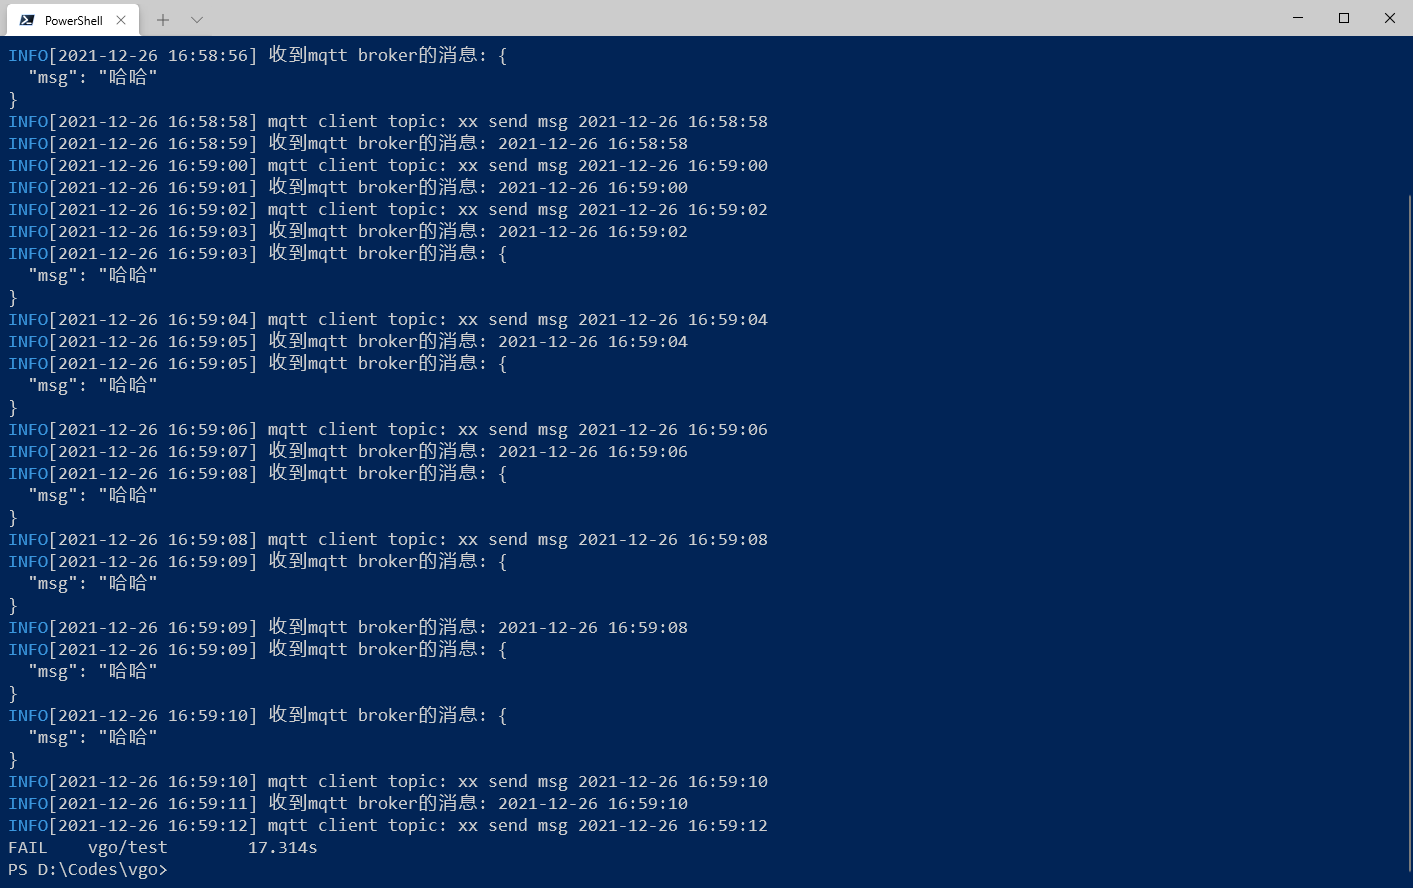 PowerShell
INFO[2021-12-26 16:58:56] 收到mqtt broker的消息: {
  "msg": "哈哈"
}
INFO[2021-12-26 16:58:58] mqtt client topic: xx send msg 2021-12-26 16:58:58
INFO[2021-12-26 16:58:59] 收到mqtt broker的消息: 2021-12-26 16:58:58
INFO[2021-12-26 16:59:00] mqtt client topic: xx send msg 2021-12-26 16:59:00
INFO[2021-12-26 16:59:01] 收到mqtt broker的消息: 2021-12-26 16:59:00
INFO[2021-12-26 16:59:02] mqtt client topic: xx send msg 2021-12-26 16:59:02
INFO[2021-12-26 16:59:03] 收到mqtt broker的消息: 2021-12-26 16:59:02
INFO[2021-12-26 16:59:03] 收到mqtt broker的消息: {
  "msg": "哈哈"
}
INFO[2021-12-26 16:59:04] mqtt client topic: xx send msg 2021-12-26 16:59:04
INFO[2021-12-26 16:59:05] 收到mqtt broker的消息: 2021-12-26 16:59:04
INFO[2021-12-26 16:59:05] 收到mqtt broker的消息: {
  "msg": "哈哈"
}
INFO[2021-12-26 16:59:06] mqtt client topic: xx send msg 2021-12-26 16:59:06
INFO[2021-12-26 16:59:07] 收到mqtt broker的消息: 2021-12-26 16:59:06
INFO[2021-12-26 16:59:08] 收到mqtt broker的消息: {
  "msg": "哈哈"
}
INFO[2021-12-26 16:59:08] mqtt client topic: xx send msg 2021-12-26 16:59:08
INFO[2021-12-26 16:59:09] 收到mqtt broker的消息: {
  "msg": "哈哈"
}
INFO[2021-12-26 16:59:09] 收到mqtt broker的消息: 2021-12-26 16:59:08
INFO[2021-12-26 16:59:09] 收到mqtt broker的消息: {
  "msg": "哈哈"
}
INFO[2021-12-26 16:59:10] 收到mqtt broker的消息: {
  "msg": "哈哈"
}
INFO[2021-12-26 16:59:10] mqtt client topic: xx send msg 2021-12-26 16:59:10
INFO[2021-12-26 16:59:11] 收到mqtt broker的消息: 2021-12-26 16:59:10
INFO[2021-12-26 16:59:12] mqtt client topic: xx send msg 2021-12-26 16:59:12
FAIL    vgo/test        17.314s
PS D:\Codes\vgo>